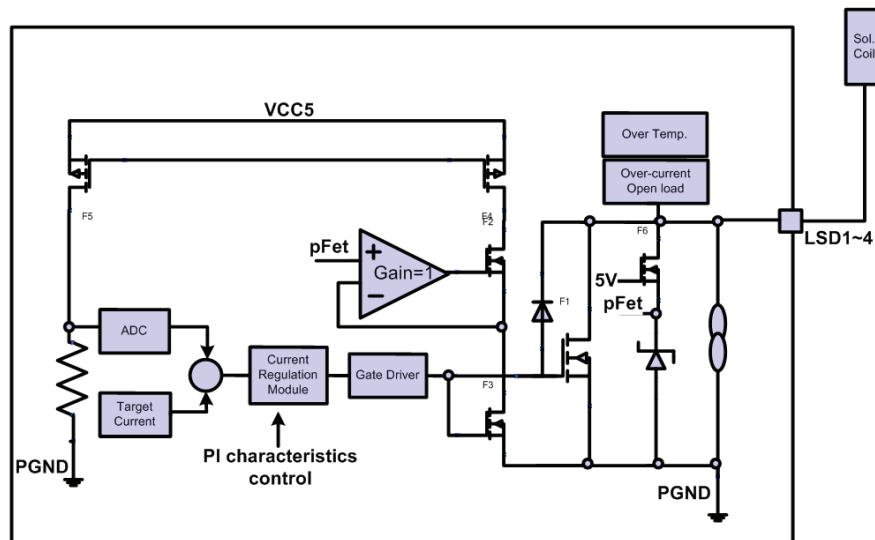 Sol.
Coil
VCC5
Over Temp.
Over-current
Open load
F5
F2
F6
LSD1~4
pFet
+
Gain=1
−
5V
pFet
F1
ADC
Target
Current
Current
Regulation
Module
Gate Driver
F3
PI characteristics
control
PGND
PGND